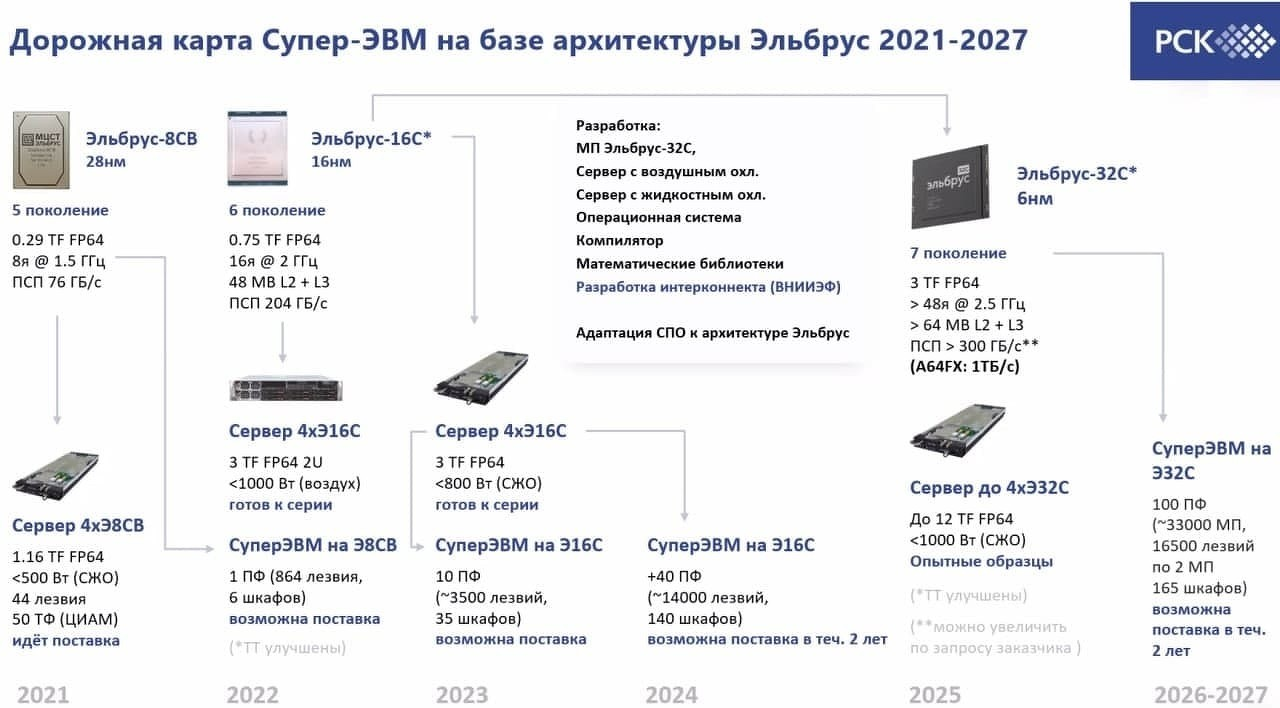 Дорожная карта Супер-ЭВМ на базе архитектуры Эльбрус 2021-2027
РСК
МЦСТ
ЭЛЬБРУС
Эльбрус-8СВ
28нм
5 поколение
0.29 TF FP64
8я @ 1.5 ГГц
ПСП 76 ГБ/с
Сервер 4хЭ8СВ
1.16 TF FP64
<500 Вт (СЖО)
44 лезвия
50 ТФ (ЦИАМ)
идёт поставка
2021
Эльбрус-16С*
16нм
6 поколение
0.75 TF FP64
16я @ 2 ГГц
48 MB L2 + L3
ПСП 204 ГБ/с
Сервер 4хЭ16С
3 TF FP64 2U
<1000 Вт (воздух)
готов к серии
СуперЭВМ на Э8СВ
1 ПФ (864 лезвия,
6 шкафов)
возможна поставка
(*ТТ улучшены)
2022
Сервер 4хЭ16С
3 TF FP64
<800 Вт (СЖО)
готов к серии
СуперЭВМ на Э16С
10 ПФ
(~3500 лезвий,
35 шкафов)
возможна поставка
2023
Разработка:
МП Эльбрус-32С,
Сервер с воздушным охл.
Сервер с жидкостным охл.
Операционная система
Компилятор
Математические библиотеки
Разработка интерконнекта (ВНИИЭФ)
Адаптация СПО к архитектуре Эльбрус
СуперЭВМ на Э16С
+40 ПФ
(~14000 лезвий,
140 шкафов)
возможна поставка в теч. 2 лет
2024
эльбрус
32С
Эльбрус-32С*
6нм
7 поколение
3 TF FP64
> 48я @ 2.5 ГГц
> 64 MB L2 + L3
ПСП > 300 ГБ/с**
(A64FX: 1ТБ/с)
Сервер до 4хЭ32С
До 12 TF FP64
<1000 Вт (СЖО)
Опытные образцы
(*ТТ улучшены)
(**можно увеличить
по запросу заказчика )
2025
СуперЭВМ на
Э32С
100 ПФ
(~33000 МП,
16500 лезвий
по 2 МП
165 шкафов)
возможна
поставка в теч.
2 лет
2026-2027